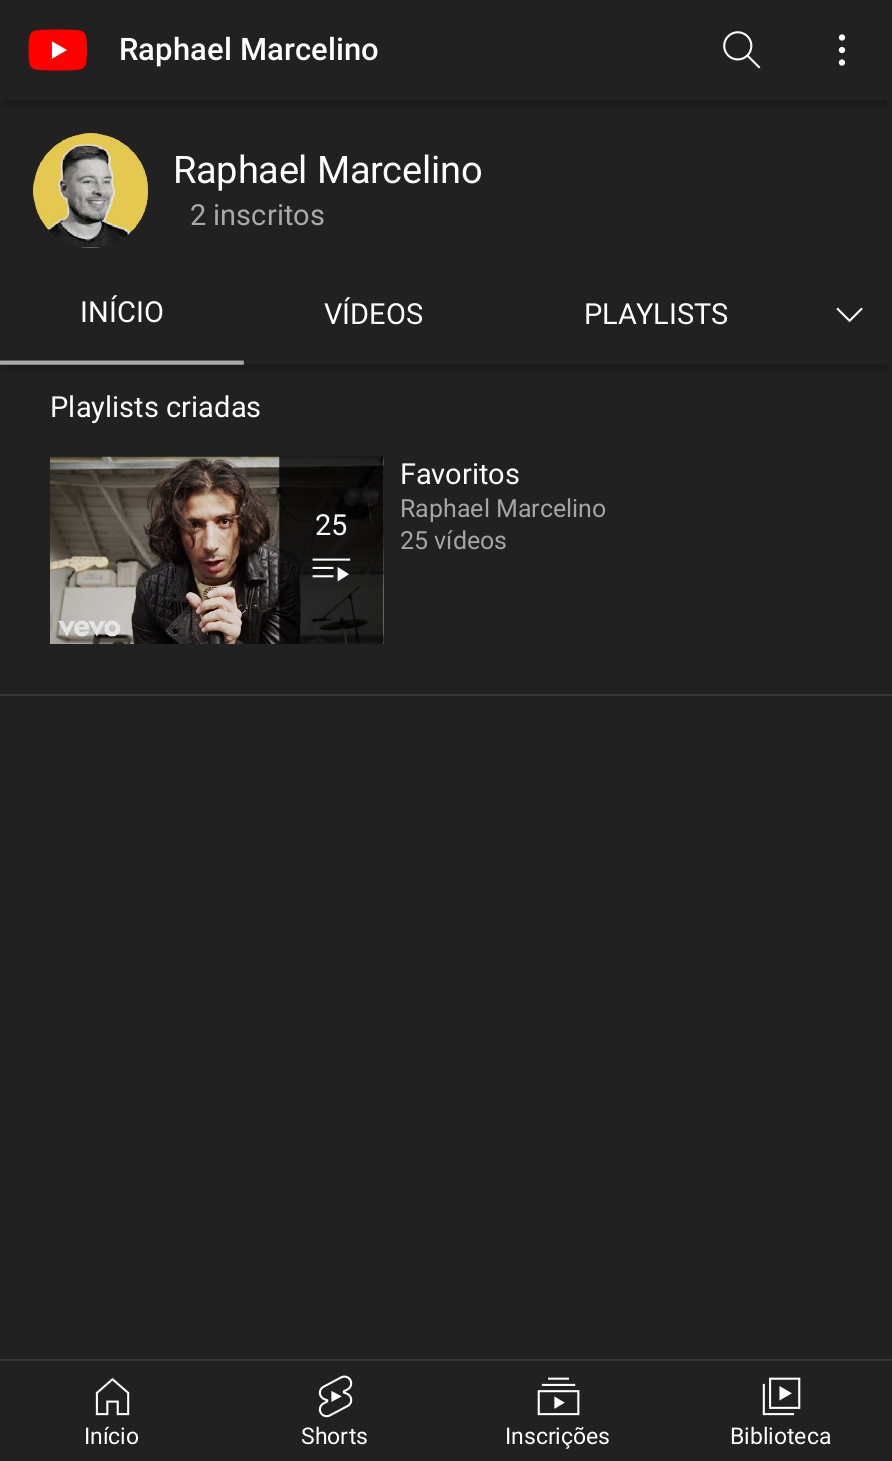 Raphael Marcelino
Raphael Marcelino
2 inscritos
INÍCIO VÍDEOS PLAYLISTS
Playlists criadas
25
vevo
Favoritos
Raphael Marcelino
25 vídeos
Início Shorts Inscrições Biblioteca